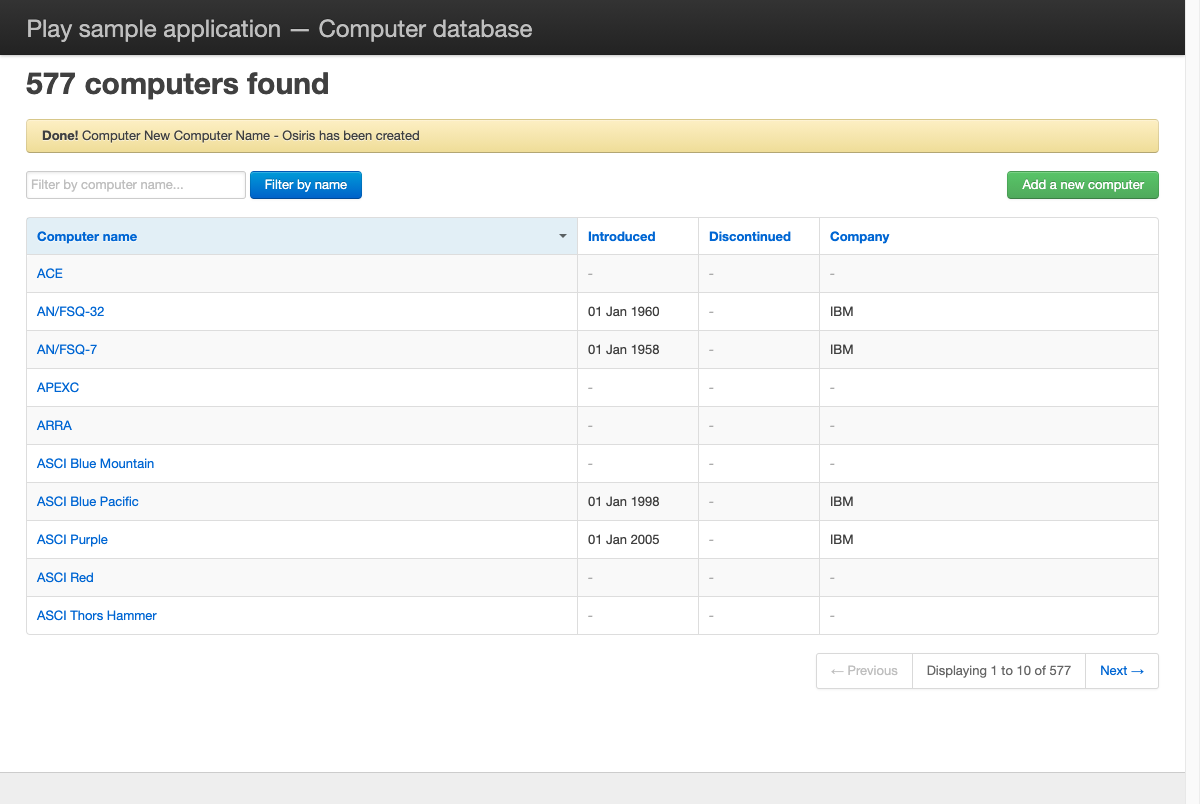 Play sample application — Computer database
577 computers found
Done! Computer New Computer Name - Osiris has been created
Filter by computer name... Filter by name Add a new computer
Computer name Introduced Discontinued Company
ACE - - -
AN/FSQ-32 01 Jan 1960 - IBM
AN/FSQ-7 01 Jan 1958 - IBM
APEXC - - -
ARRA - - -
ASCI Blue Mountain - - -
ASCI Blue Pacific 01 Jan 1998 - IBM
ASCI Purple 01 Jan 2005 - IBM
ASCI Red - - -
ASCI Thors Hammer - - -
← Previous Displaying 1 to 10 of 577 Next →